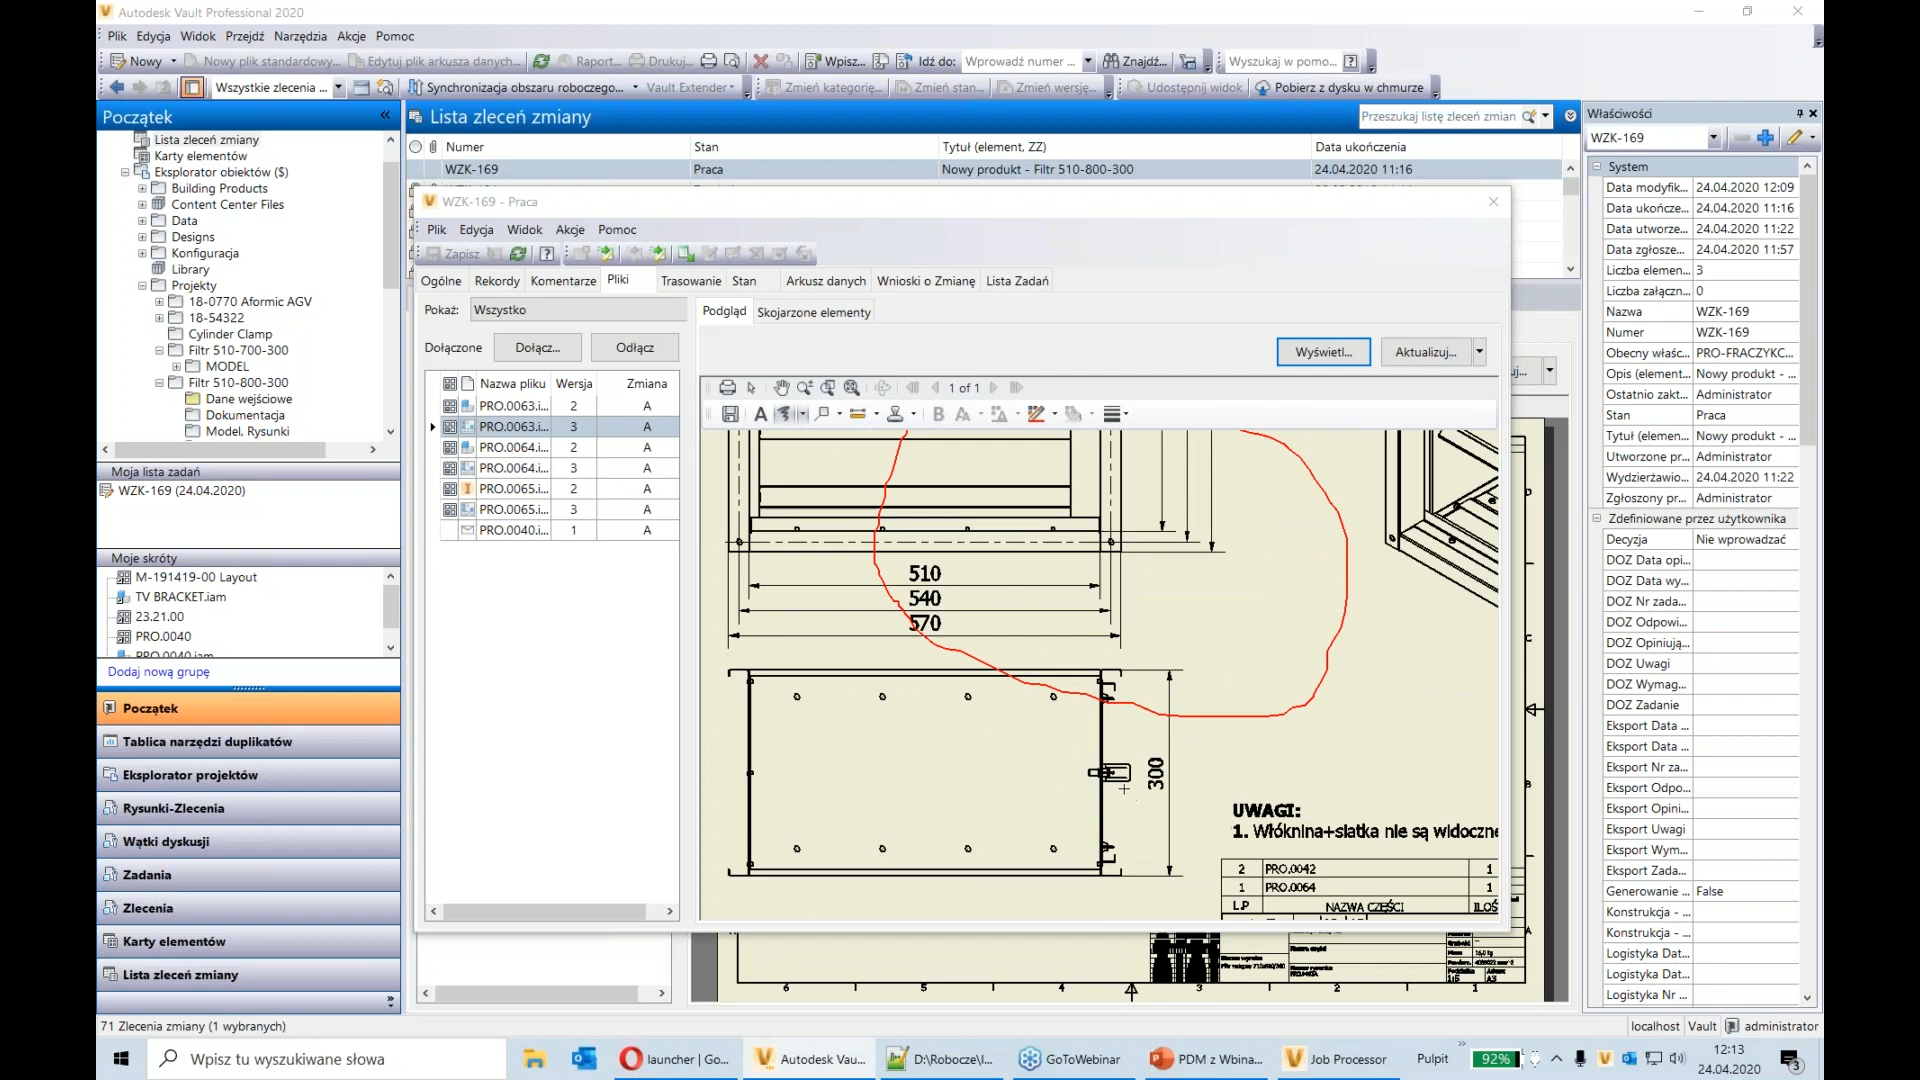 Autodesk Vault Professional 2020
Plik Edycja Widok Przejdź Narzędzia Akcje Pomoc
Nowy Nowy plik standardowy... Edytuj plik arkusza danych... Raport... Drukuj... Wpisz... Idź do: Wprowadź numer ... Znajdź... Wyszukaj w pomo...
Wszystkie zlecenia ... Synchronizacja obszaru roboczego... Vault Extender Zmień kategorię... Zmień stan... Zmień wersję... Udostępnij widok Pobierz z dysku w chmurze
Początek
Lista zleceń zmiany
Karty elementów
Eksplorator obiektów ($)
Building Products
Content Center Files
Data
Designs
Konfiguracja
Library
Projekty
18-0770 Aformic AGV
18-54322
Cylinder Clamp
Filtr 510-700-300
MODEL
Filtr 510-800-300
Dane wejściowe
Dokumentacja
Model, Rysunki
Moja lista zadań
WZK-169 (24.04.2020)
Moje skróty
M-191419-00 Layout
TV BRACKET.iam
23.21.00
PRO.0040
PRO.0040.iam
Dodaj nową grupę
Początek
Tablica narzędzi duplikatów
Eksplorator projektów
Rysunki-Zlecenia
Wątki dyskusji
Zadania
Zlecenia
Karty elementów
Lista zleceń zmiany
71 Zlecenia zmiany (1 wybranych)
Lista zleceń zmiany
Przeszukaj listę zleceń zmian
Numer Stan Tytuł (element, ZZ) Data ukończenia
WZK-169 Praca Nowy produkt - Filtr 510-800-300 24.04.2020 11:16
WZK-169 - Praca
Plik Edycja Widok Akcje Pomoc
Zapisz
Ogólne Rekordy Komentarze Pliki Trasowanie Stan Arkusz danych Wnioski o Zmianę Lista Zadań
Pokaż: Wszystko
Dołączone Dołącz... Odłącz
Nazwa pliku Wersja Zmiana
PRO.0063.i... 2 A
PRO.0063.i... 3 A
PRO.0064.i... 2 A
PRO.0064.i... 3 A
PRO.0065.i... 2 A
PRO.0065.i... 3 A
PRO.0040.i... 1 A
Podgląd Skojarzone elementy
Wyświetl... Aktualizuj...
1 of 1
A B A
510
540
570
300
UWAGI:
1. Włóknina+siatka nie są widoczne
2 PRO.0042 1
1 PRO.0064 1
L.P NAZWA CZĘŚCI ILOŚ
6 5 4 3 2 1
Właściwości
WZK-169
System
Data modyfik... 24.04.2020 12:09
Data ukończe... 24.04.2020 11:16
Data utworze... 24.04.2020 11:22
Data zgłosze... 24.04.2020 11:57
Liczba elemen... 3
Liczba załączn... 0
Nazwa WZK-169
Numer WZK-169
Obecny właśc... PRO-FRACZYKC...
Opis (element... Nowy produkt - ...
Ostatnio zakt... Administrator
Stan Praca
Tytuł (elemen... Nowy produkt - ...
Utworzone pr... Administrator
Wydzierżawio... 24.04.2020 11:22
Zgłoszony pr... Administrator
Zdefiniowane przez użytkownika
Decyzja Nie wprowadzać
DOZ Data opi...
DOZ Data wy...
DOZ Nr zada...
DOZ Odpowi...
DOZ Opiniują...
DOZ Uwagi
DOZ Wymag...
DOZ Zadanie
Eksport Data ...
Eksport Data ...
Eksport Nr za...
Eksport Odpo...
Eksport Opini...
Eksport Uwagi
Eksport Wym...
Eksport Zada...
Generowanie ... False
Konstrukcja - ...
Konstrukcja - ...
Logistyka Dat...
Logistyka Dat...
Logistyka Nr ...
localhost Vault administrator
Wpisz tu wyszukiwane słowa
launcher | Go... Autodesk Vau... D:\Robocze\I... GoToWebinar PDM z Wbina... Job Processor Pulpit 92% 12:13
24.04.2020
3